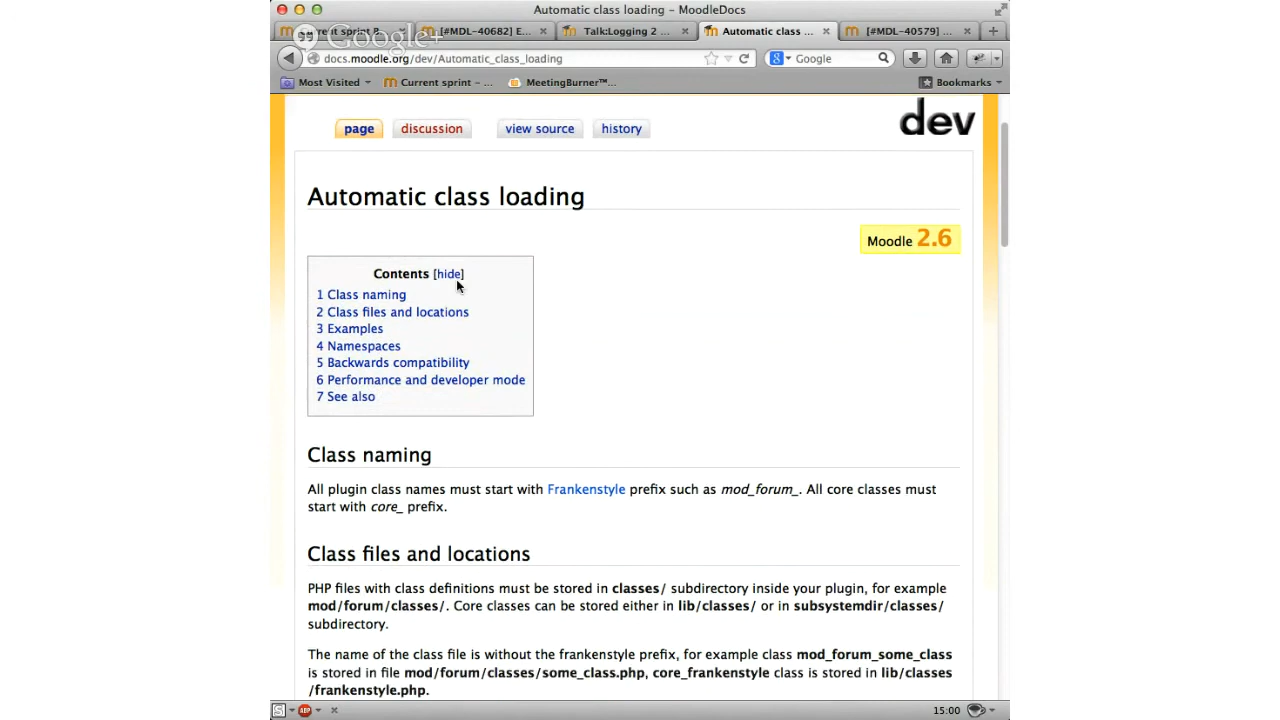 Automatic class loading – MoodleDocs
Google+
[#MDL-40682] E...
Talk:Logging 2 ...
Automatic class ...
[#MDL-40579] ...
docs.moodle.org/dev/Automatic_class_loading
Google
Most Visited
Current sprint – ...
MeetingBurner™...
Bookmarks
page
discussion
view source
history
dev
Automatic class loading
Moodle 2.6
Contents [hide]
1 Class naming
2 Class files and locations
3 Examples
4 Namespaces
5 Backwards compatibility
6 Performance and developer mode
7 See also
Class naming
All plugin class names must start with Frankenstyle prefix such as mod_forum_. All core classes must
start with core_ prefix.
Class files and locations
PHP files with class definitions must be stored in classes/ subdirectory inside your plugin, for example
mod/forum/classes/. Core classes can be stored either in lib/classes/ or in subsystemdir/classes/
subdirectory.
The name of the class file is without the frankenstyle prefix, for example class mod_forum_some_class
is stored in file mod/forum/classes/some_class.php, core_frankenstyle class is stored in lib/classes
/frankenstyle.php.
ABP
15:00